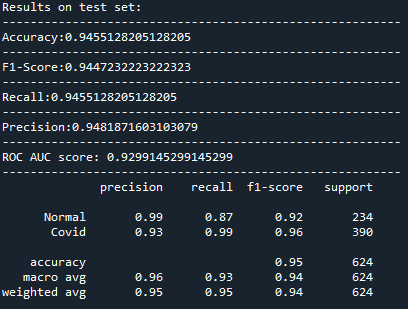 Results on test set:
------------------------------------------------------
Accuracy:0.9455128205128205
------------------------------------------------------
F1-Score:0.9447232223222323
------------------------------------------------------
Recall:0.9455128205128205
------------------------------------------------------
Precision:0.9481871603103079
------------------------------------------------------
ROC AUC score: 0.9299145299145299
------------------------------------------------------
precision recall f1-score support
Normal 0.99 0.87 0.92 234
Covid 0.93 0.99 0.96 390
accuracy 0.95 624
macro avg 0.96 0.93 0.94 624
weighted avg 0.95 0.95 0.94 624